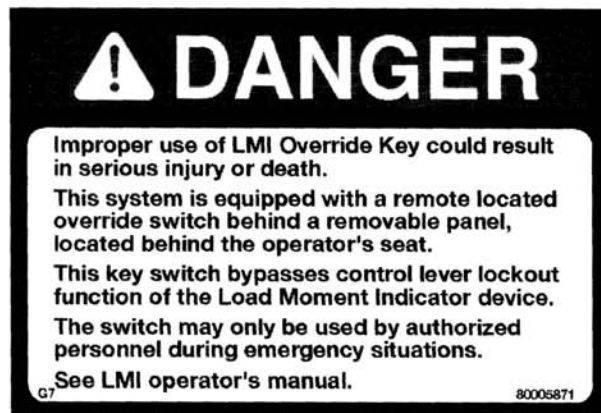 DANGER
Improper use of LMI Override Key could result
in serious injury or death.
This system is equipped with a remote located
override switch behind a removable panel,
located behind the operator's seat.
This key switch bypasses control lever lockout
function of the Load Moment Indicator device.
The switch may only be used by authorized
personnel during emergency situations.
See LMI operator's manual.
G7 80005871